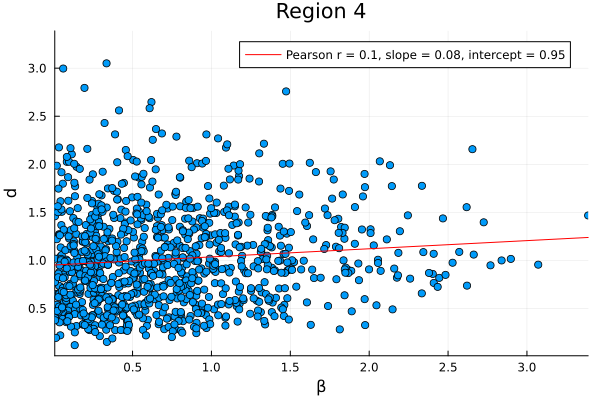 Region 4
Pearson r = 0.1, slope = 0.08, intercept = 0.95
3.0
2.5
2.0
1.5
1.0
0.5
d
0.5 1.0 1.5 2.0 2.5 3.0
β